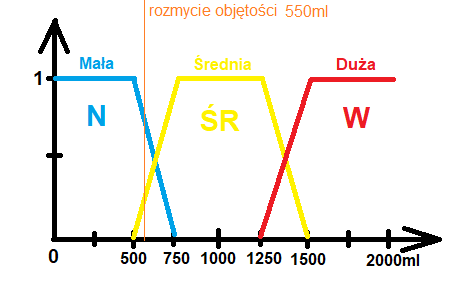 rozmycie objętości 550ml
Mała Średnia Duża
1
N ŚR W
0 500 750 1000 1250 1500 2000ml